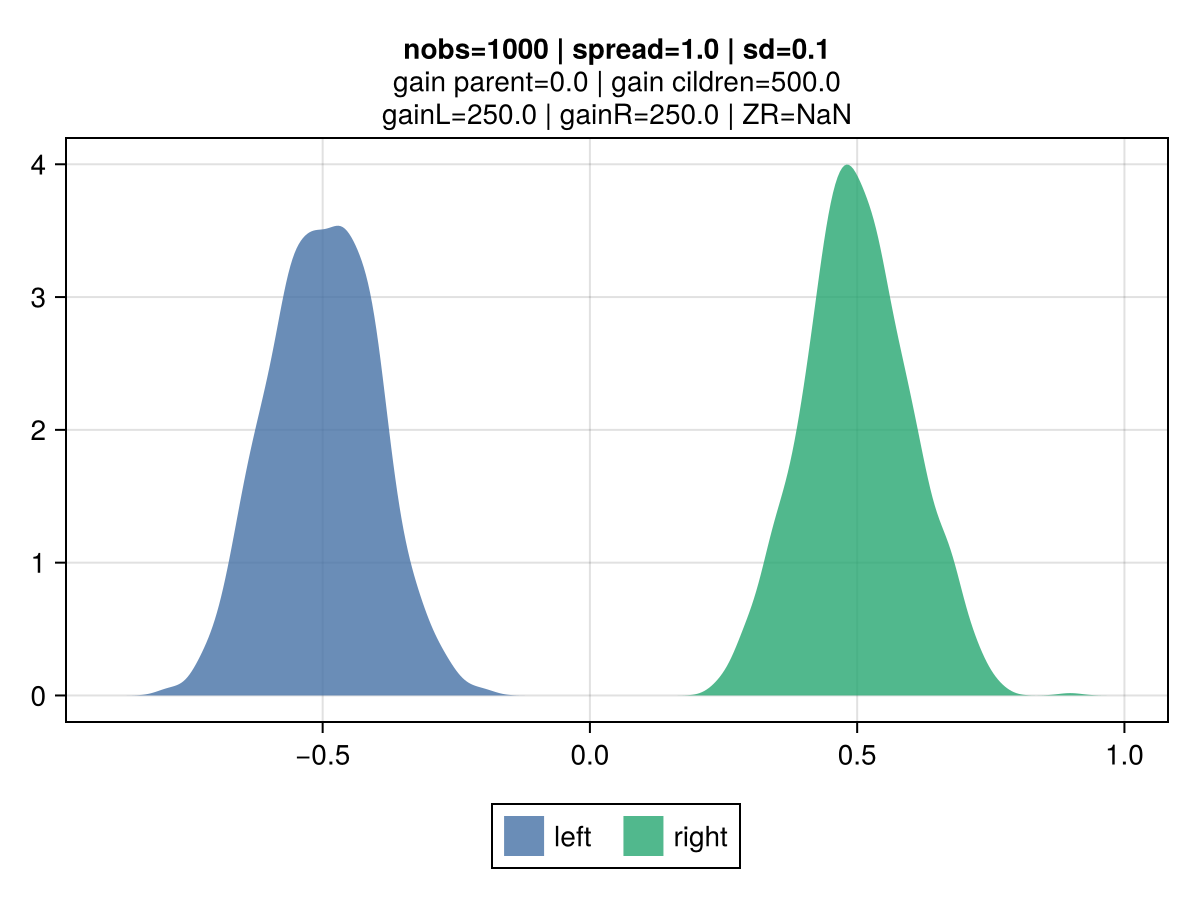 nobs=1000 | spread=1.0 | sd=0.1
gain parent=0.0 | gain cildren=500.0
gainL=250.0 | gainR=250.0 | ZR=NaN
4
3
2
1
0
−0.5 0.0 0.5 1.0
left right